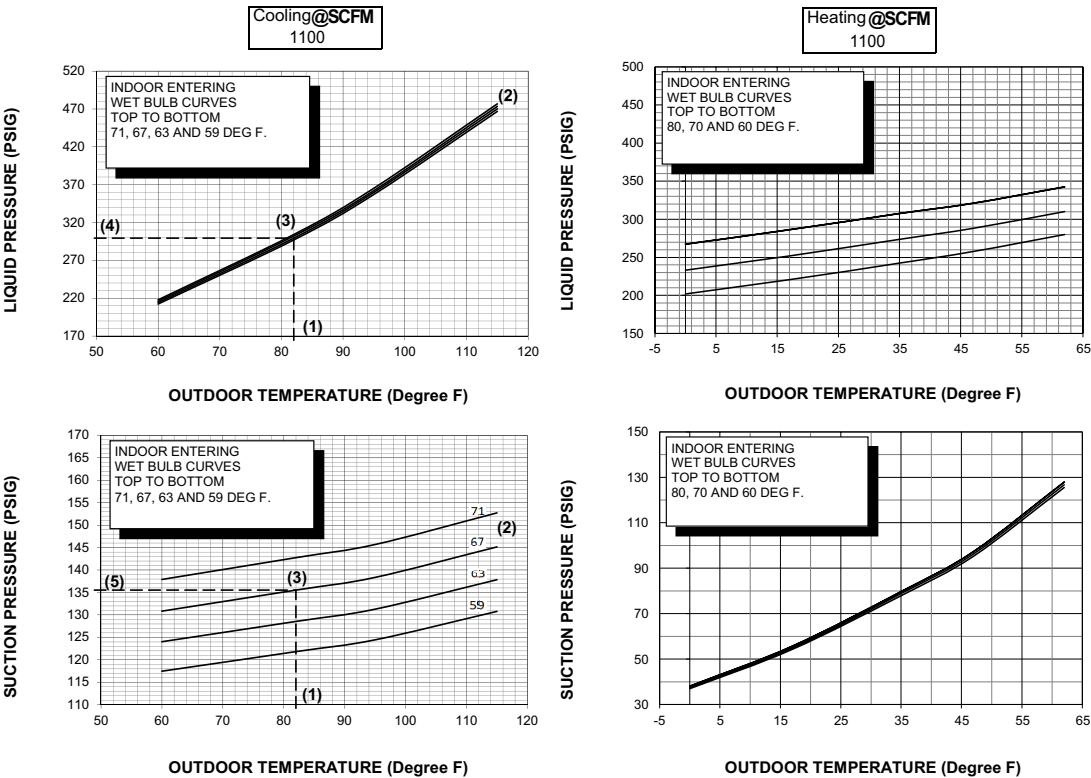 Cooling@SCFM
1100
Heating@SCFM
1100
LIQUID PRESSURE (PSIG)
520
470
420
370
320
270
220
170
INDOOR ENTERING
WET BULB CURVES
TOP TO BOTTOM
71, 67, 63 AND 59 DEG F.
(2)
(3)
(4)
(1)
50 60 70 80 90 100 110 120
OUTDOOR TEMPERATURE (Degree F)
LIQUID PRESSURE (PSIG)
500
450
400
350
300
250
200
150
INDOOR ENTERING
WET BULB CURVES
TOP TO BOTTOM
80, 70 AND 60 DEG F.
-5 5 15 25 35 45 55 65
OUTDOOR TEMPERATURE (Degree F)
SUCTION PRESSURE (PSIG)
170
165
160
155
150
145
140
135
130
125
120
115
110
INDOOR ENTERING
WET BULB CURVES
TOP TO BOTTOM
71, 67, 63 AND 59 DEG F.
71
(2)
67
63
59
(5)
(3)
(1)
50 60 70 80 90 100 110 120
OUTDOOR TEMPERATURE (Degree F)
SUCTION PRESSURE (PSIG)
150
130
110
90
70
50
30
INDOOR ENTERING
WET BULB CURVES
TOP TO BOTTOM
80, 70 AND 60 DEG F.
-5 5 15 25 35 45 55 65
OUTDOOR TEMPERATURE (Degree F)